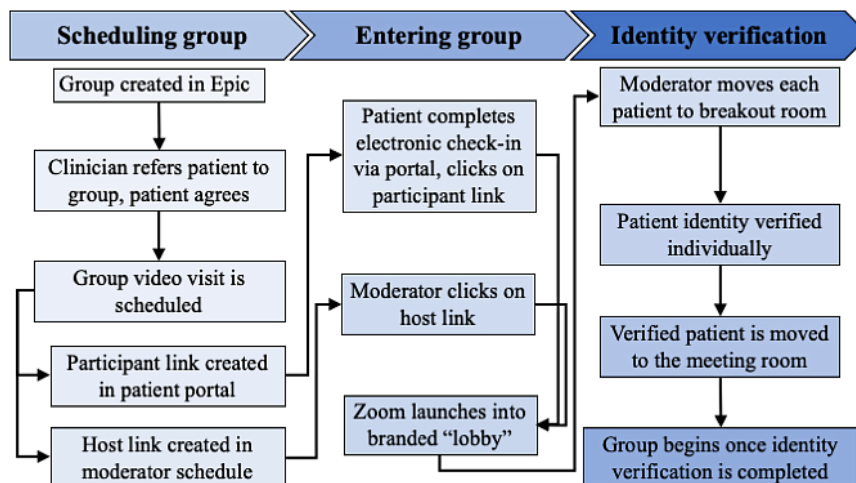 Scheduling group
Entering group
Identity verification
Group created in Epic
Clinician refers patient to
group, patient agrees
Group video visit is
scheduled
Participant link created
in patient portal
Host link created in
moderator schedule
Patient completes
electronic check-in
via portal, clicks on
participant link
Moderator clicks on
host link
Zoom launches into
branded “lobby”
Moderator moves each
patient to breakout room
Patient identity verified
individually
Verified patient is moved
to the meeting room
Group begins once identity
verification is completed